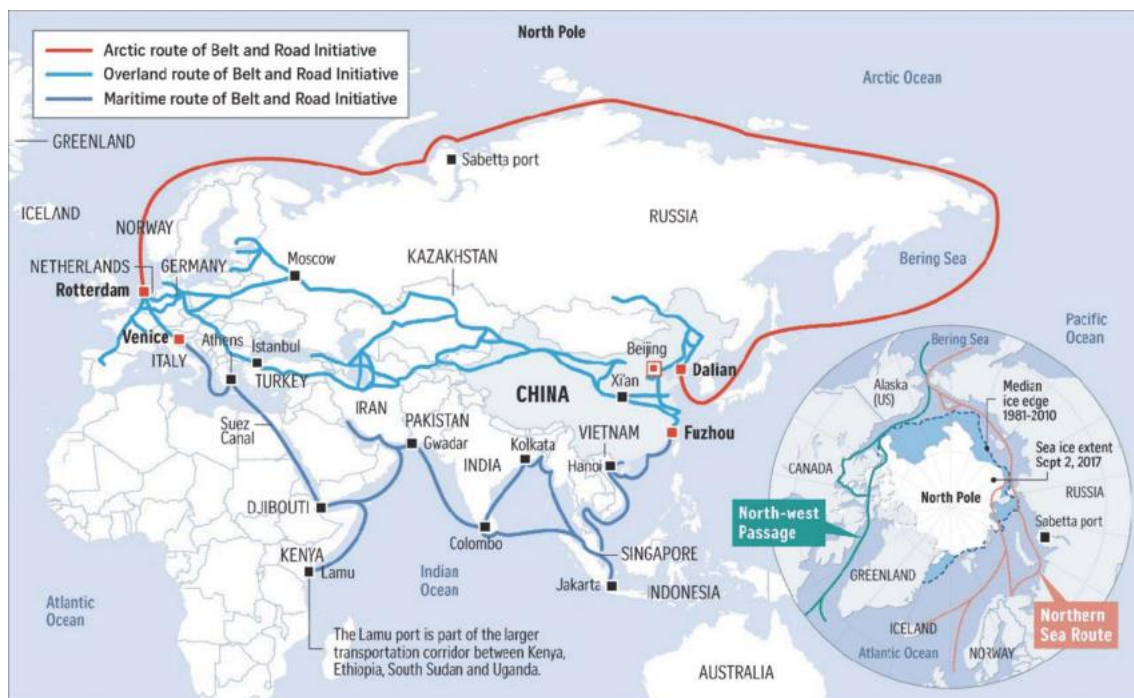 North Pole
Arctic route of Belt and Road Initiative
Overland route of Belt and Road Initiative
Maritime route of Belt and Road Initiative
Arctic Ocean
GREENLAND
Sabetta port
ICELAND
NORWAY
RUSSIA
KAZAKHSTAN
Moscow
NETHERLANDS
GERMANY
Bering Sea
Rotterdam
Venice
Athens
Istanbul
ITALY
TURKEY
Beijing
Dalian
Xi'an
CHINA
Pacific
Ocean
IRAN
PAKISTAN
Suez
Canal
Gwadar
Kolkata
VIETNAM
Fuzhou
INDIA
Hanoi
DJIBOUTI
Colombo
SINGAPORE
KENYA
Lamu
Indian
Ocean
Jakarta
INDONESIA
Atlantic
Ocean
The Lamu port is part of the larger
transportation corridor between Kenya,
Ethiopia, South Sudan and Uganda.
AUSTRALIA
Bering Sea
Alaska
(US)
Median
ice edge
1981-2010
Sea ice extent
Sept 2, 2017
CANADA
North Pole
RUSSIA
North-west
Passage
Sabetta port
GREENLAND
Northern
Sea Route
ICELAND
Atlantic
Ocean
NORWAY